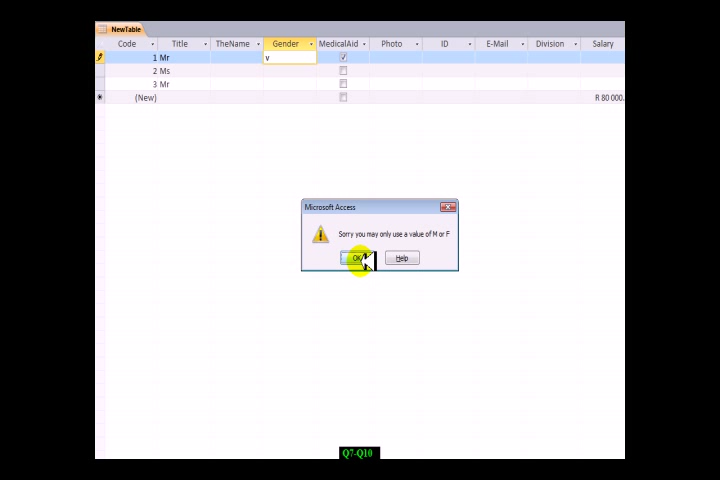 NewTable
Code Title TheName Gender MedicalAid Photo ID E-Mail Division Salary
1 Mr v
2 Ms
3 Mr
(New) R 80 000.
Microsoft Access
Sorry you may only use a value of M or F
OK Help
Q7-Q10